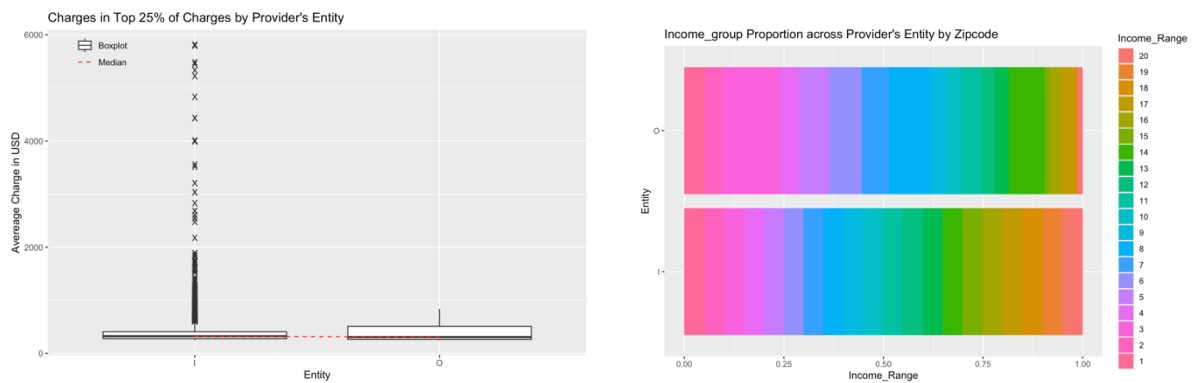 Charges in Top 25% of Charges by Provider's Entity
6000
4000
2000
0
Avereage Charge in USD
Boxplot
Median
I
O
Entity
Income_group Proportion across Provider's Entity by Zipcode
Entity
O
I
0.00
0.25
0.50
0.75
1.00
Income_Range
Income_Range
20
19
18
17
16
15
14
13
12
11
10
9
8
7
6
5
4
3
2
1